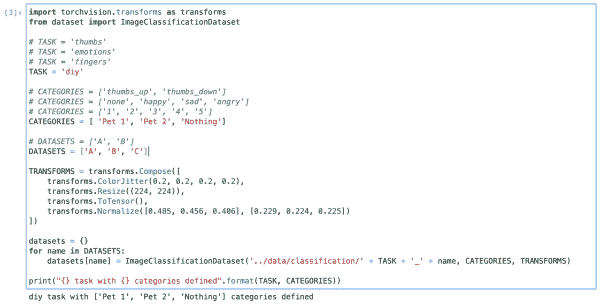 [3]: import torchvision.transforms as transforms
from dataset import ImageClassificationDataset

# TASK = 'thumbs'
# TASK = 'emotions'
# TASK = 'fingers'
TASK = 'diy'

# CATEGORIES = ['thumbs_up', 'thumbs_down']
# CATEGORIES = ['none', 'happy', 'sad', 'angry']
# CATEGORIES = ['1', '2', '3', '4', '5']
CATEGORIES = [ 'Pet 1', 'Pet 2', 'Nothing']

# DATASETS = ['A', 'B']
DATASETS = ['A', 'B', 'C']

TRANSFORMS = transforms.Compose([
    transforms.ColorJitter(0.2, 0.2, 0.2, 0.2),
    transforms.Resize((224, 224)),
    transforms.ToTensor(),
    transforms.Normalize([0.485, 0.456, 0.406], [0.229, 0.224, 0.225])
])

datasets = {}
for name in DATASETS:
    datasets[name] = ImageClassificationDataset('../data/classification/' + TASK + '_' + name, CATEGORIES, TRANSFORMS)

print("{} task with {} categories defined".format(TASK, CATEGORIES))
diy task with ['Pet 1', 'Pet 2', 'Nothing'] categories defined